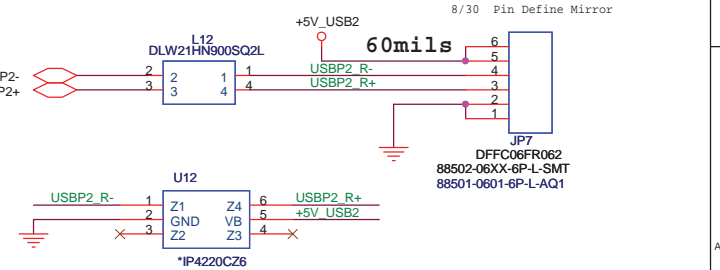 8/30 Pin Define Mirror
+5V_USB2
L12
DLW21HN900SQ2L
60mils
6
5
P2-
2 2 1 1
USBP2_R-
4
P2+
3 3 4 4
USBP2_R+
3
2
1
JP7
DFFC06FR062
88502-06XX-6P-L-SMT
88501-0601-6P-L-AQ1
U12
USBP2_R- 1 Z1 Z4 6 USBP2_R+
2 GND VB 5 +5V_USB2
3 Z2 Z3 4
*IP4220CZ6
A